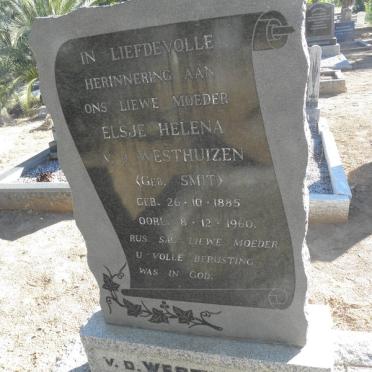 IN LIEFDEVOLLE
HERINNERING AAN
ONS LIEWE MOEDER
ELSJE HELENA
V. D. WESTHUIZEN
(GEB. SMIT)
GEB. 26·10·1885
OORL. 8·12·1960.
RUS SAG LIEWE MOEDER
U VOLLE BERUSTING
WAS IN GOD.
V.D. WEST